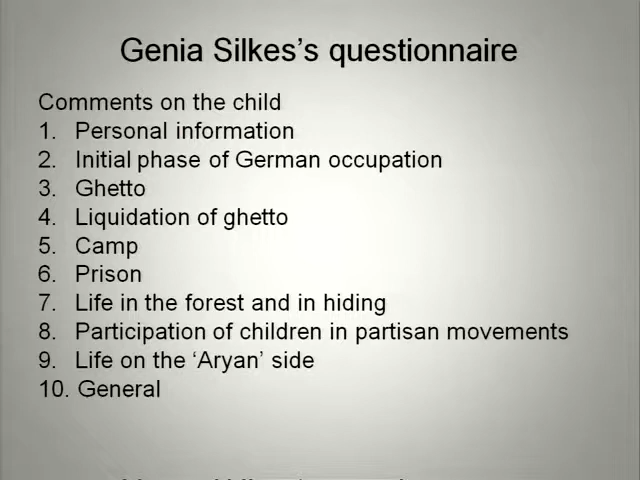 Genia Silkes’s questionnaire
Comments on the child
1. Personal information
2. Initial phase of German occupation
3. Ghetto
4. Liquidation of ghetto
5. Camp
6. Prison
7. Life in the forest and in hiding
8. Participation of children in partisan movements
9. Life on the ‘Aryan’ side
10. General